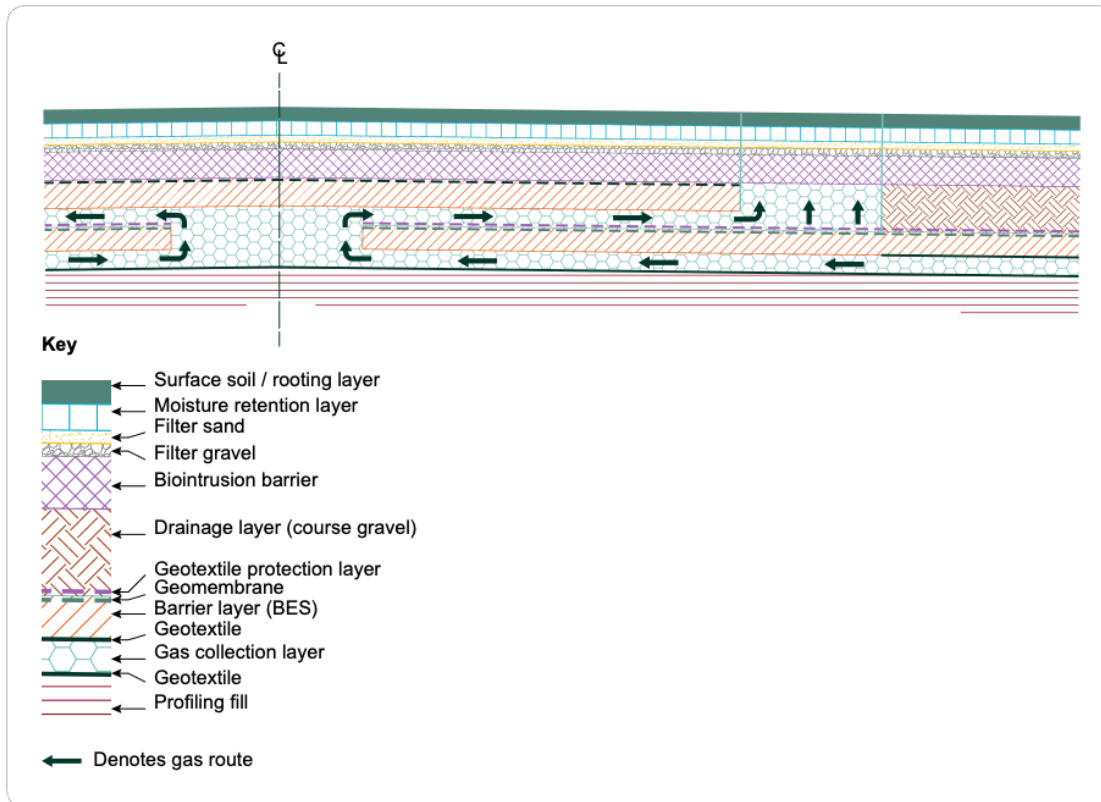 ℄
Key
Surface soil / rooting layer
Moisture retention layer
Filter sand
Filter gravel
Biointrusion barrier
Drainage layer (course gravel)
Geotextile protection layer
Geomembrane
Barrier layer (BES)
Geotextile
Gas collection layer
Geotextile
Profiling fill
Denotes gas route